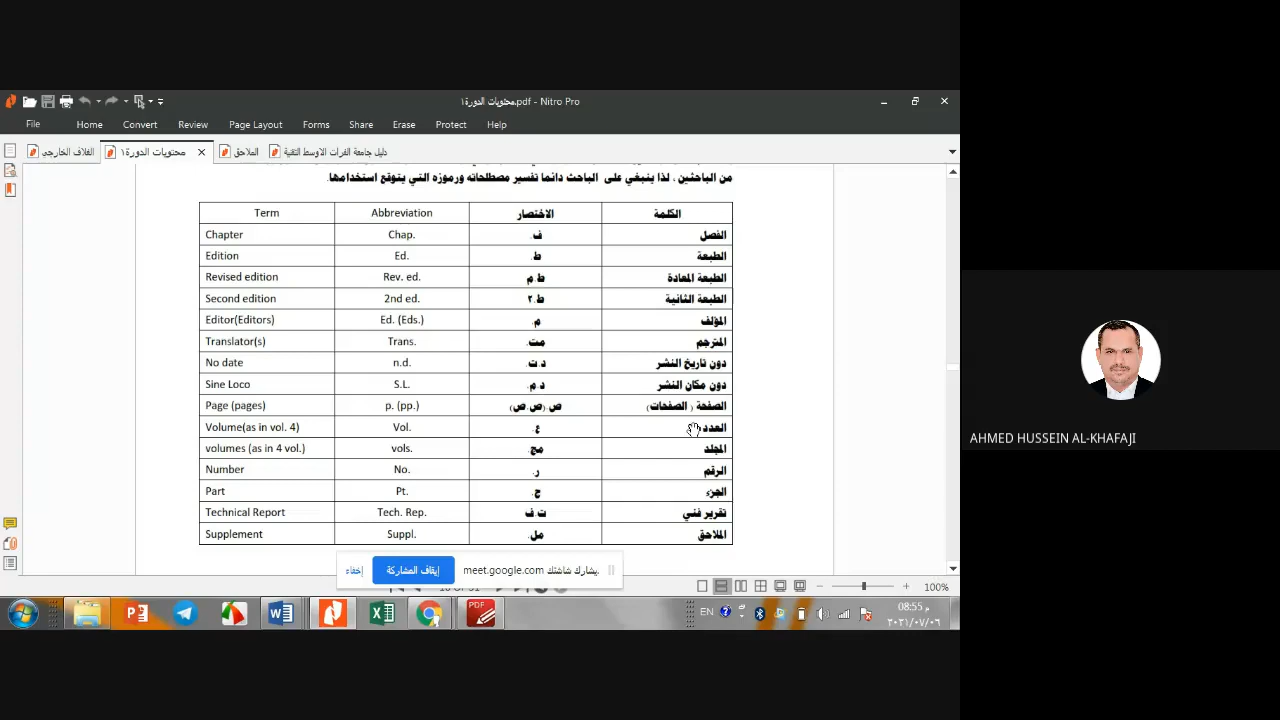 محتويات الدورة١.pdf - Nitro Pro
File Home Convert Review Page Layout Forms Share Erase Protect Help
الغلاف الخارجي محتويات الدورة١ الملاحق دليل جامعة الفرات الاوسط التقنية
من الباحثين ، لذا ينبغي على الباحث دائما تفسير مصطلحاته ورموزه التي يتوقع استخدامها.
Term Abbreviation الاختصار الكلمة
Chapter Chap. ف. الفصل
Edition Ed. ط. الطبعة
Revised edition Rev. ed. ط.م الطبعة المعادة
Second edition 2nd ed. ط.٢ الطبعة الثانية
Editor(Editors) Ed. (Eds.) م. المؤلف
Translator(s) Trans. مت. المترجم
No date n.d. د.ت. دون تاريخ النشر
Sine Loco S.L. د.م. دون مكان النشر
Page (pages) p. (pp.) ص.(ص.ص) الصفحة ( الصفحات)
Volume(as in vol. 4) Vol. ع. العدد
volumes (as in 4 vol.) vols. مج. المجلد
Number No. ر. الرقم
Part Pt. ج. الجزء
Technical Report Tech. Rep. ت.ف تقرير فني
Supplement Suppl. مل. الملاحق
AHMED HUSSEIN AL-KHAFAJI
إخفاء إيقاف المشاركة يشارك شاشتك meet.google.com.
100%
EN
08:55 م
٢٠٢١/٠٧/٠٦